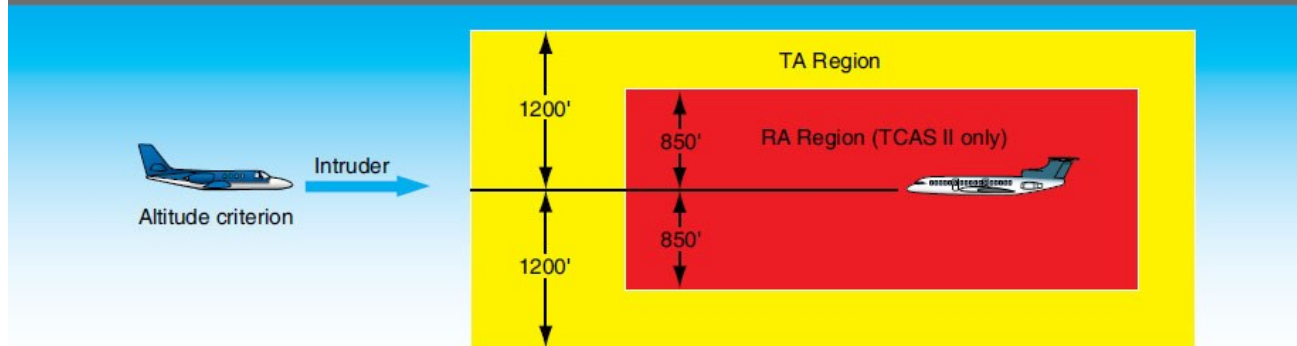 TA Region
1200'
850'
RA Region (TCAS II only)
Intruder
Altitude criterion
850'
1200'